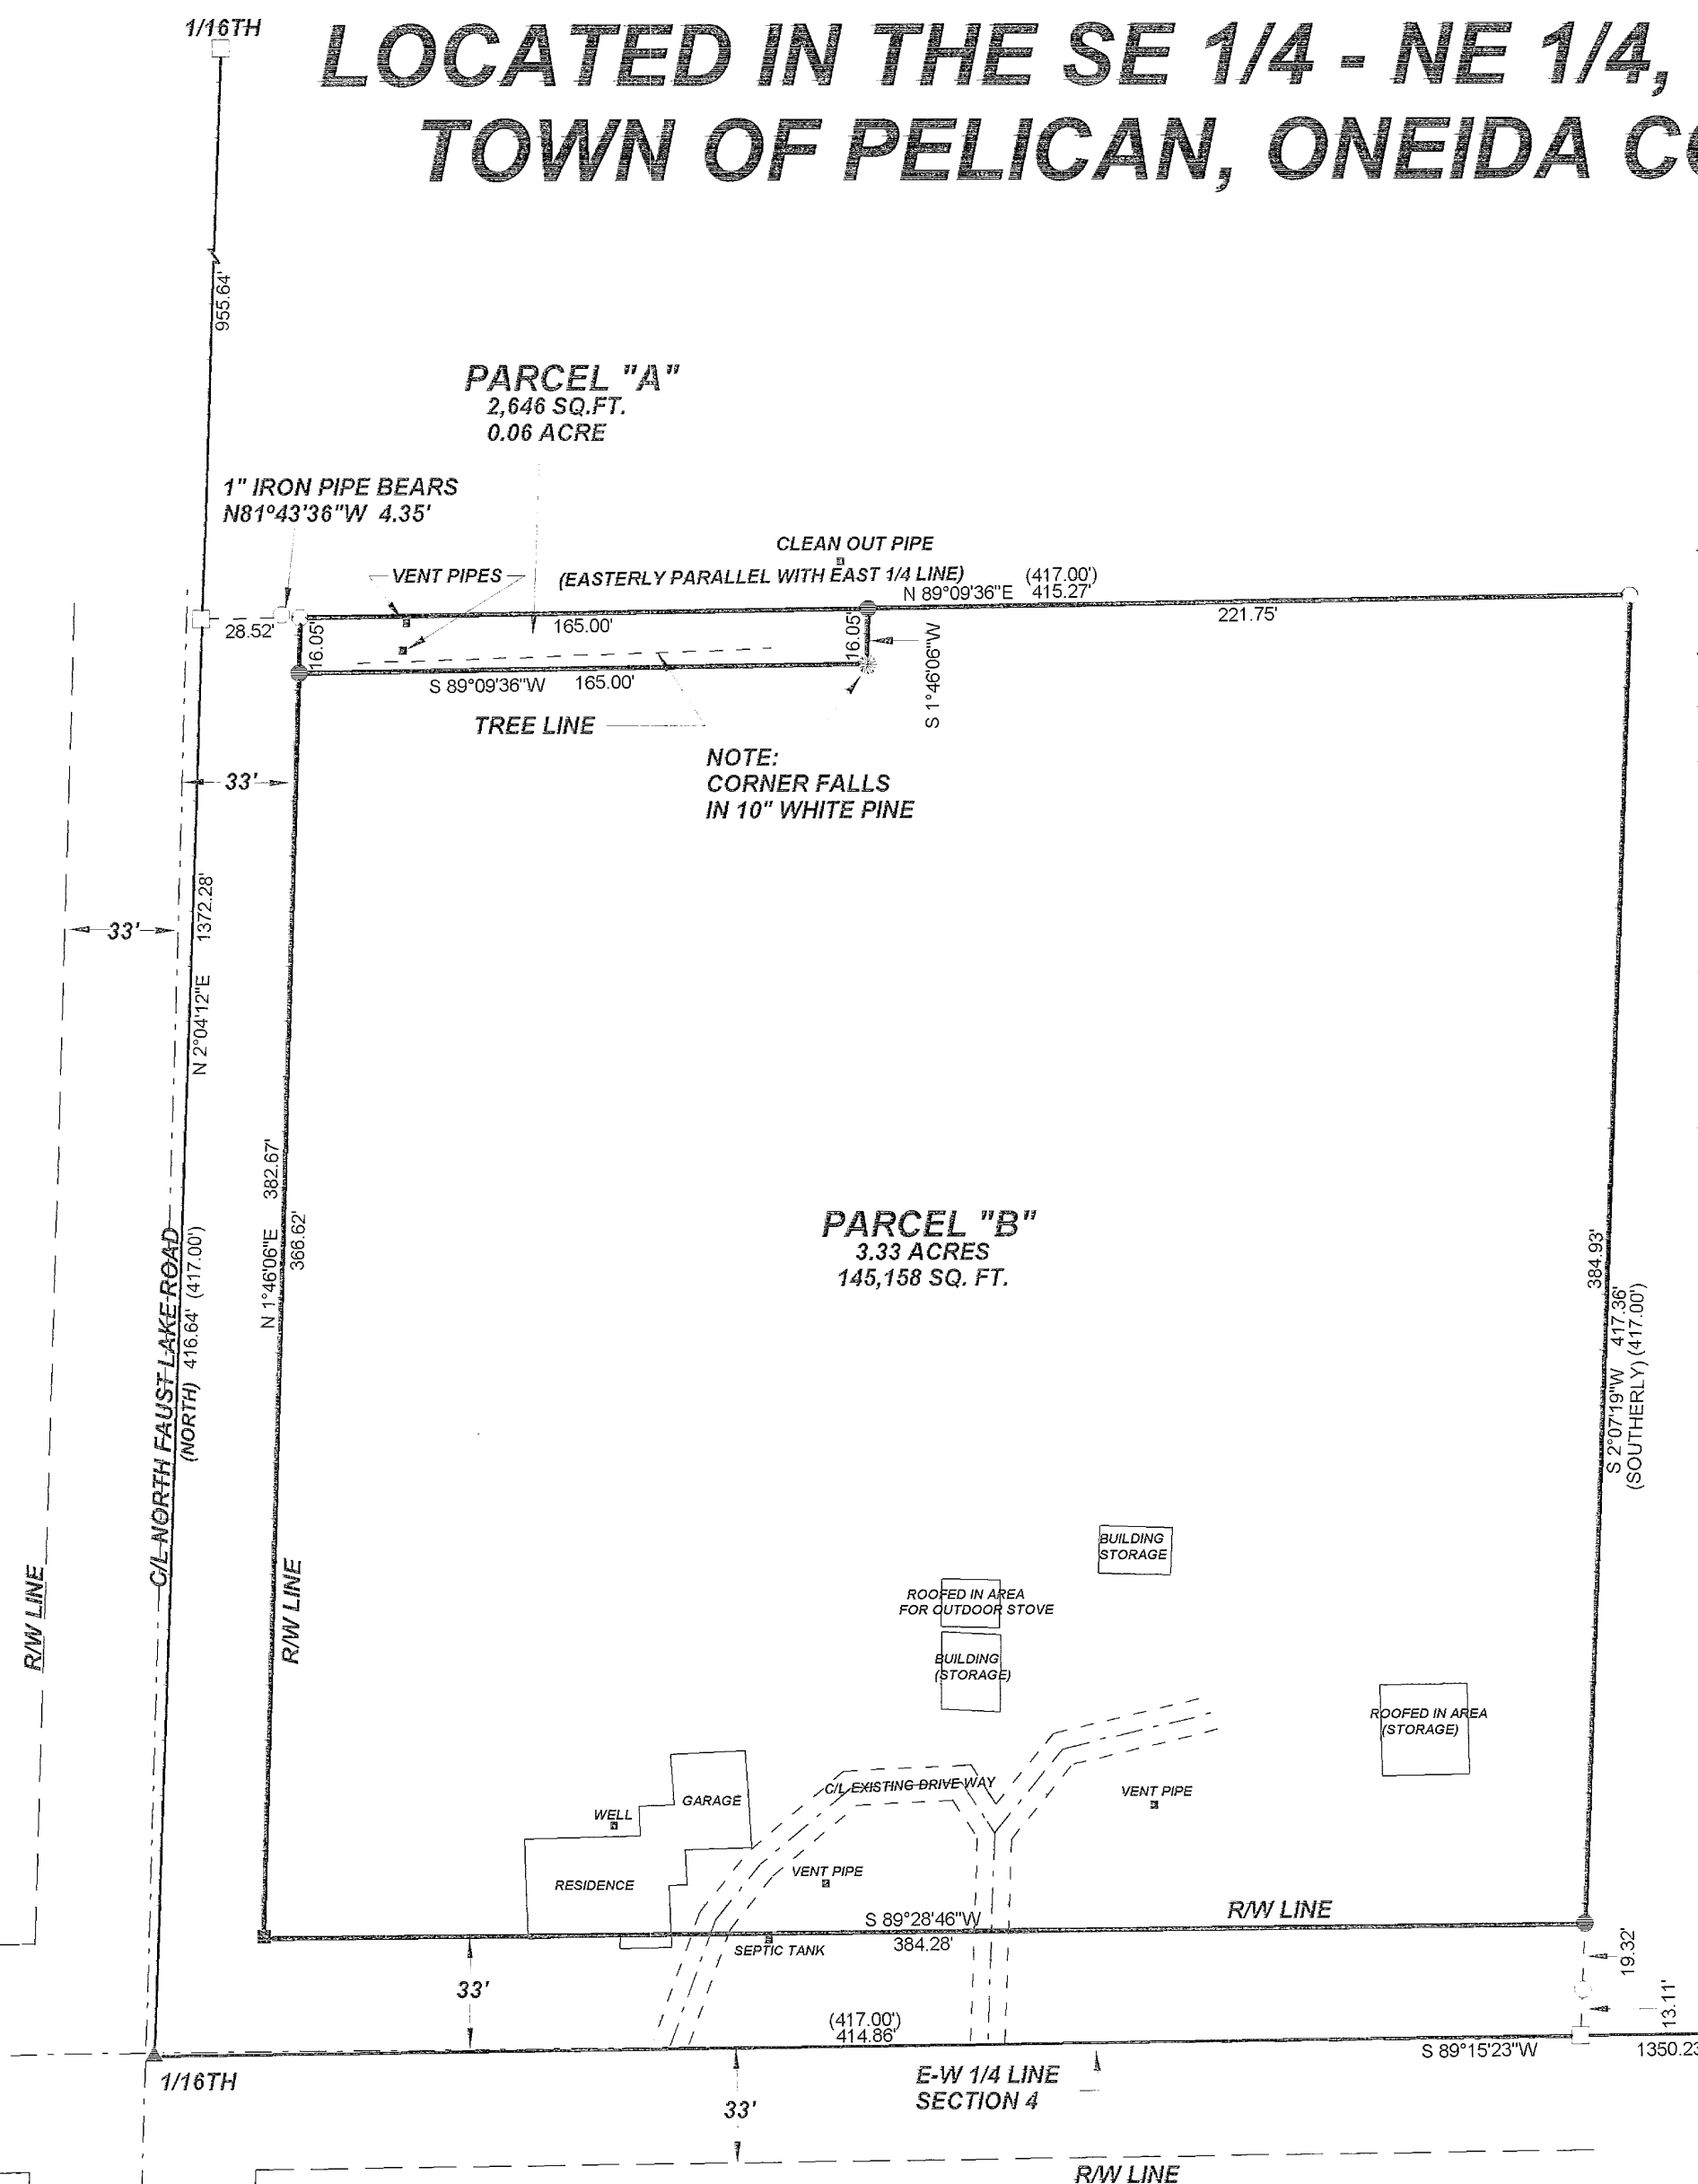 1/16TH
LOCATED IN THE SE 1/4 - NE 1/4,
TOWN OF PELICAN, ONEIDA
955.64'
PARCEL "A"
2,646 SQ.FT.
0.06 ACRE
1" IRON PIPE BEARS
N81°43'36"W 4.35'
CLEAN OUT PIPE
VENT PIPES
(EASTERLY PARALLEL WITH EAST 1/4 LINE)
(417.00')
N 89°09'36"E 415.27'
28.52'
16.05'
165.00'
16.05'
221.75'
S 1°46'06"W
S 89°09'36"W 165.00'
TREE LINE
NOTE:
CORNER FALLS
IN 10" WHITE PINE
33'
33'
N 2°04'12"E 1372.28'
N 1°46'06"E 382.67'
366.62'
C/L NORTH FAUST LAKE ROAD
(NORTH) 416.64' (417.00')
PARCEL "B"
3.33 ACRES
145,158 SQ. FT.
384.93'
S 2°07'19"W 417.36'
(SOUTHERLY) (417.00')
R/W LINE
R/W LINE
BUILDING
STORAGE
ROOFED IN AREA
FOR OUTDOOR STOVE
BUILDING
(STORAGE)
ROOFED IN AREA
(STORAGE)
C/L EXISTING DRIVE WAY
VENT PIPE
GARAGE
WELL
VENT PIPE
RESIDENCE
S 89°28'46"W
384.28'
R/W LINE
SEPTIC TANK
19.32'
33'
13.11'
(417.00')
414.86'
S 89°15'23"W
1350.23
1/16TH
E-W 1/4 LINE
SECTION 4
33'
R/W LINE